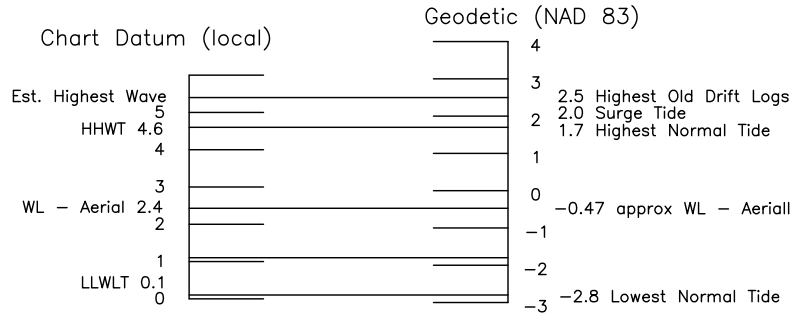 Geodetic (NAD 83)
Chart Datum (local)
4
3
Est. Highest Wave
2.5 Highest Old Drift Logs
5
2.0 Surge Tide
2
HHWT 4.6
1.7 Highest Normal Tide
4
1
3
0
WL - Aerial 2.4
-0.47 approx WL - Aeriall
2
-1
1
-2
LLWLT 0.1
0
-2.8 Lowest Normal Tide
-3